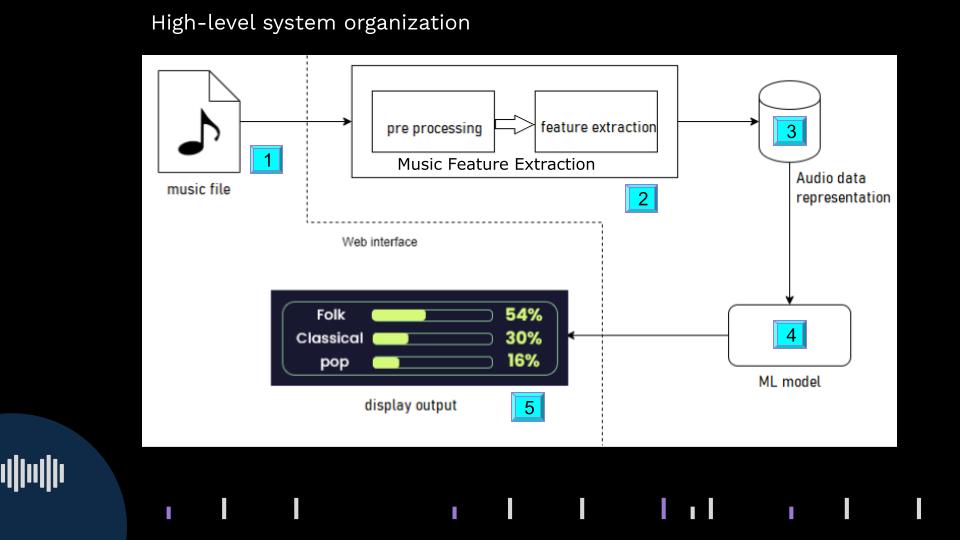 High-level system organization
pre processing
feature extraction
Music Feature Extraction
1
music file
2
3
Audio data
representation
Web interface
Folk 54%
Classical 30%
pop 16%
display output
5
4
ML model